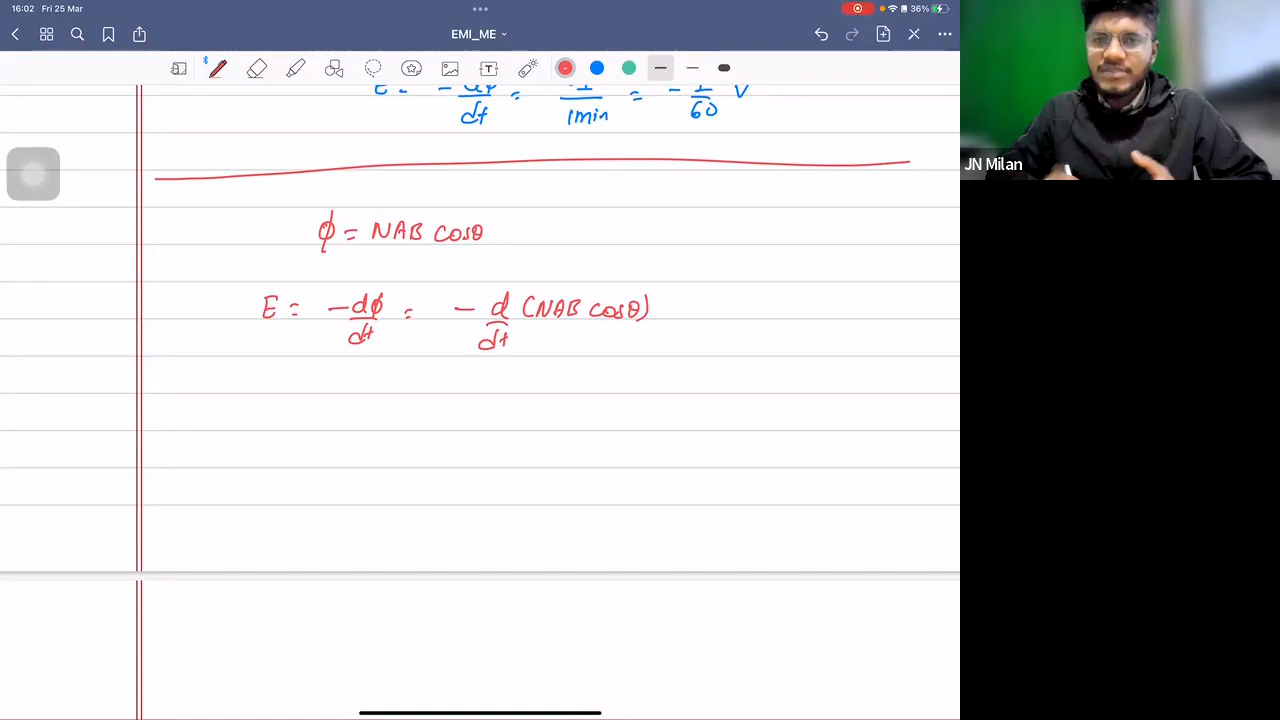 16:02 Fri 25 Mar
36%
EMI_ME
= - 1/60 V
1min
dt
ϕ = NAB cosθ
E = -dϕ/dt = - d/dt (NAB cosθ)
JN Milan